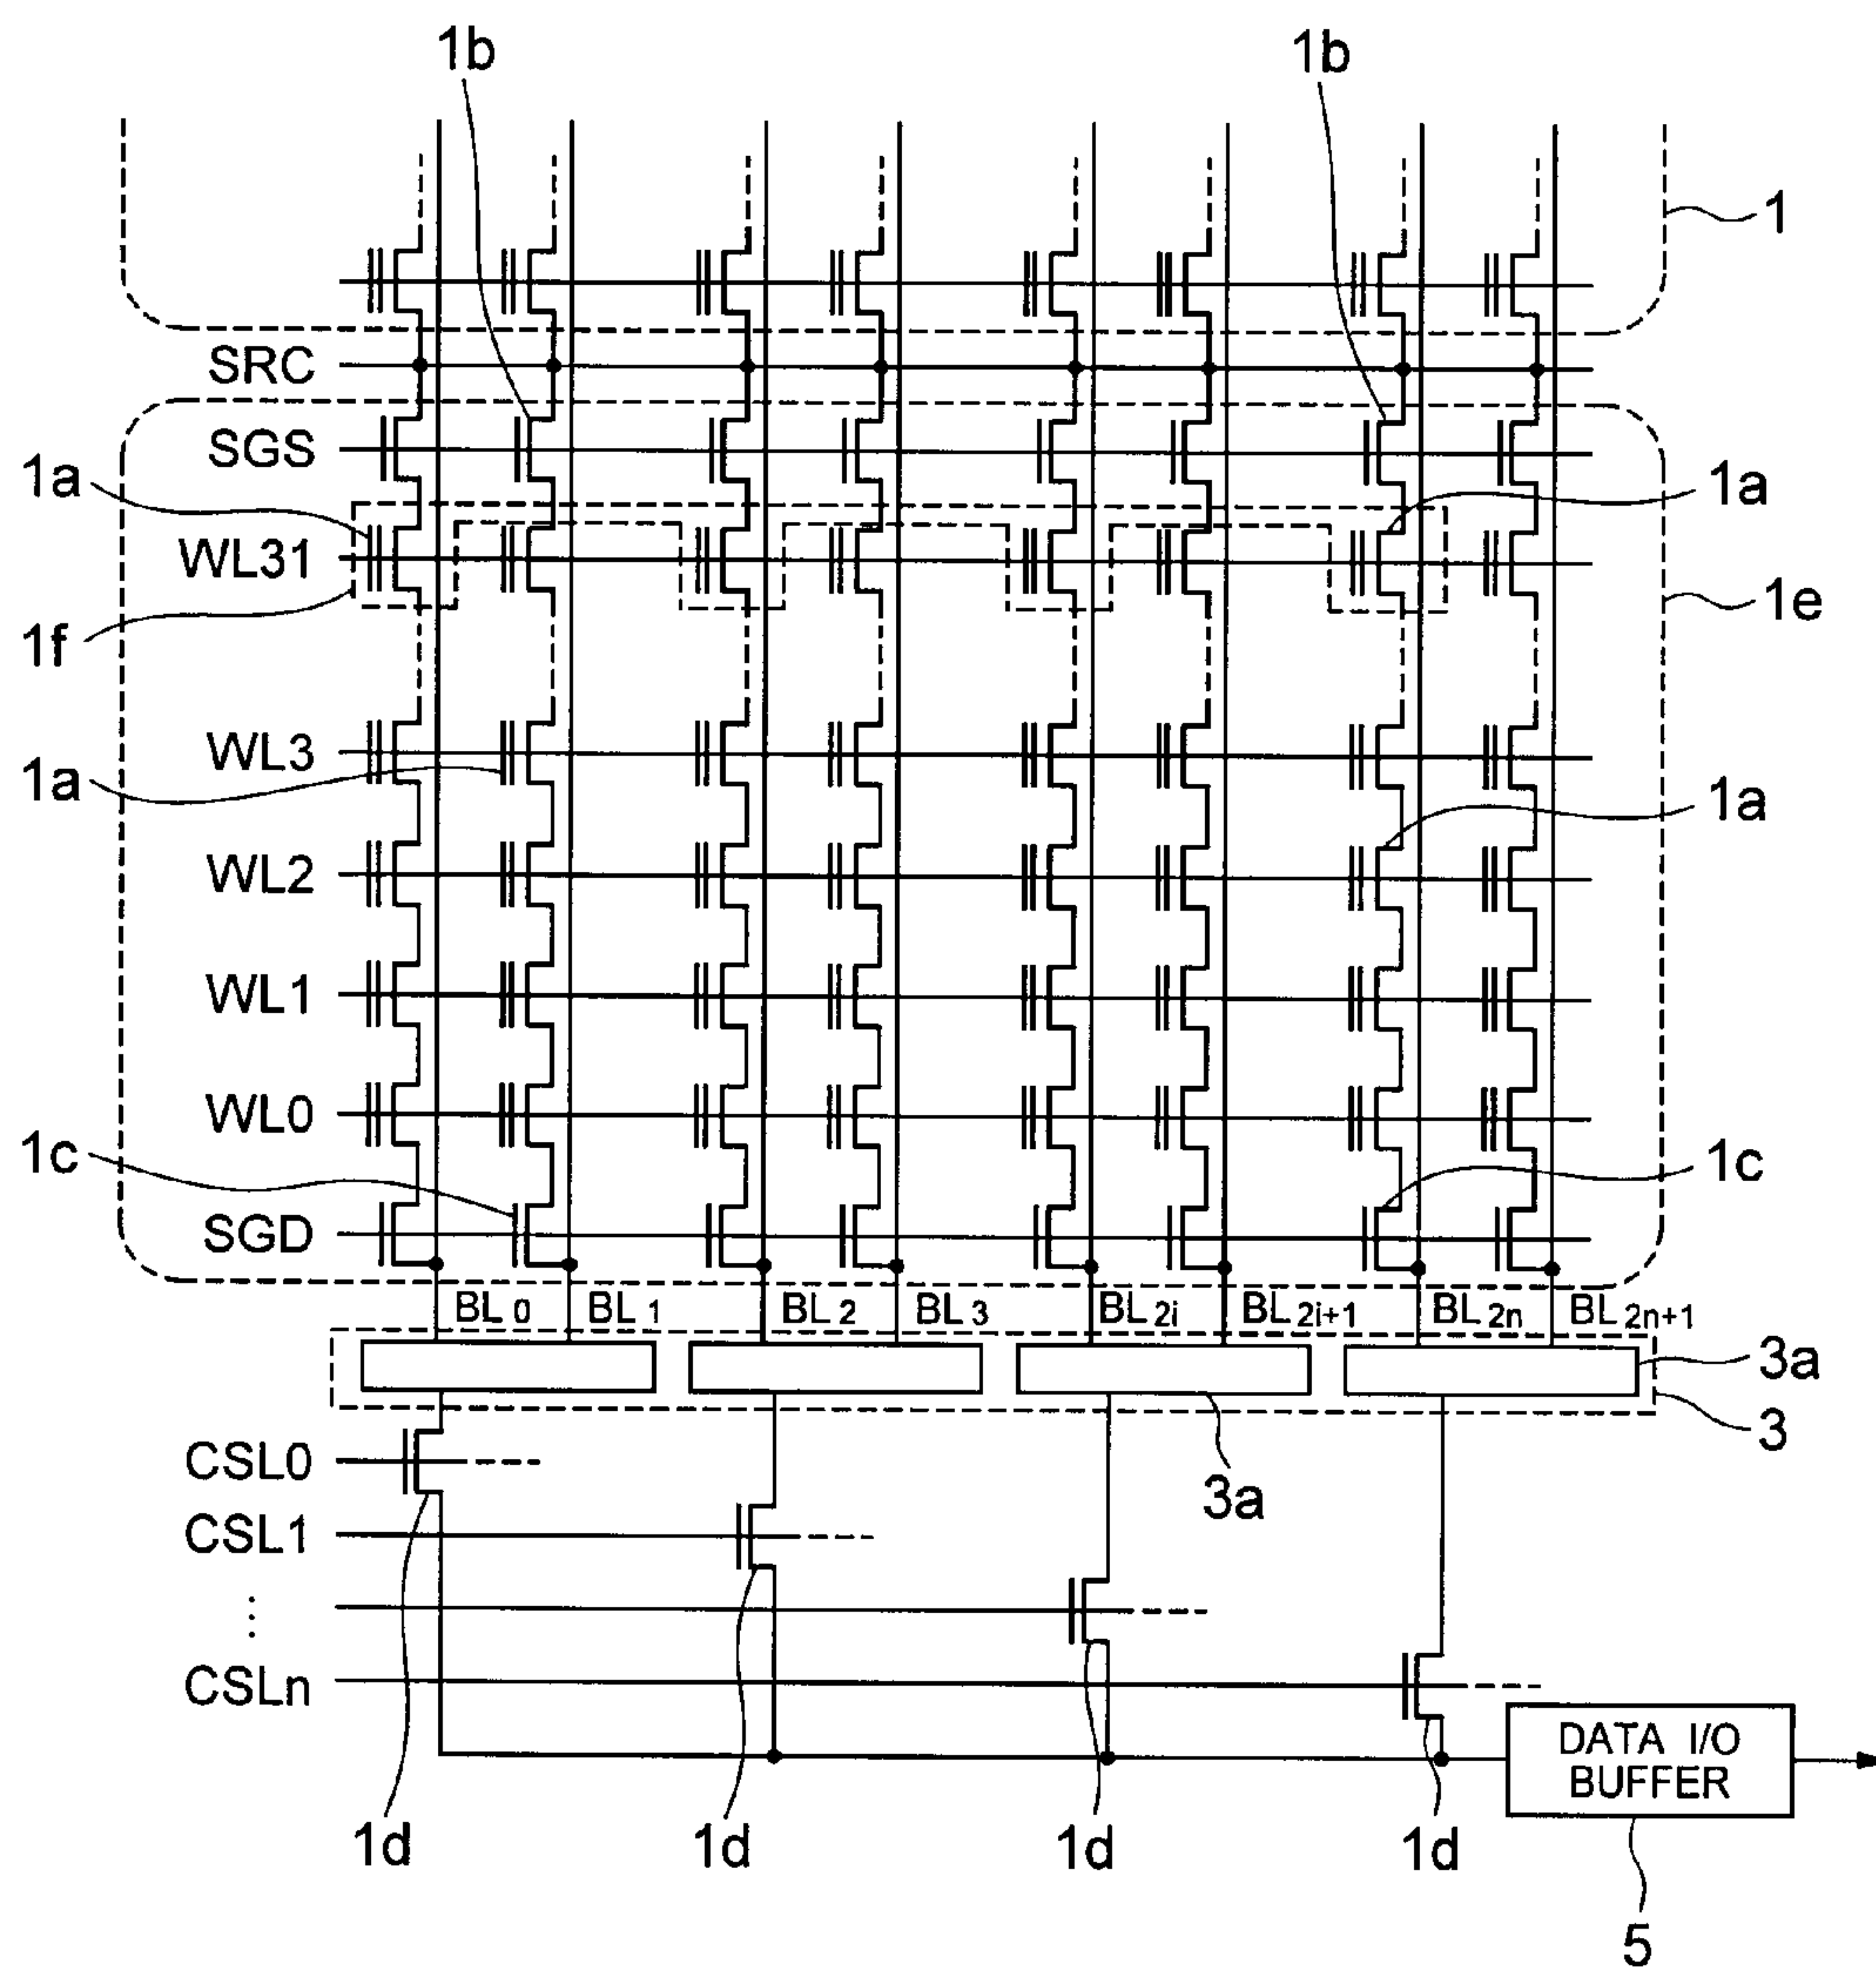 1b 1b
1
SRC
SGS
1a 1a
WL31
1f 1e
WL3
1a 1a
WL2
WL1
WL0
1c 1c
SGD
BL0 BL1 BL2 BL3 BL2i BL2i+1 BL2n BL2n+1
3a
3
CSL0
3a
CSL1
⋮
CSLn
DATA I/O
BUFFER
1d 1d 1d 1d
5